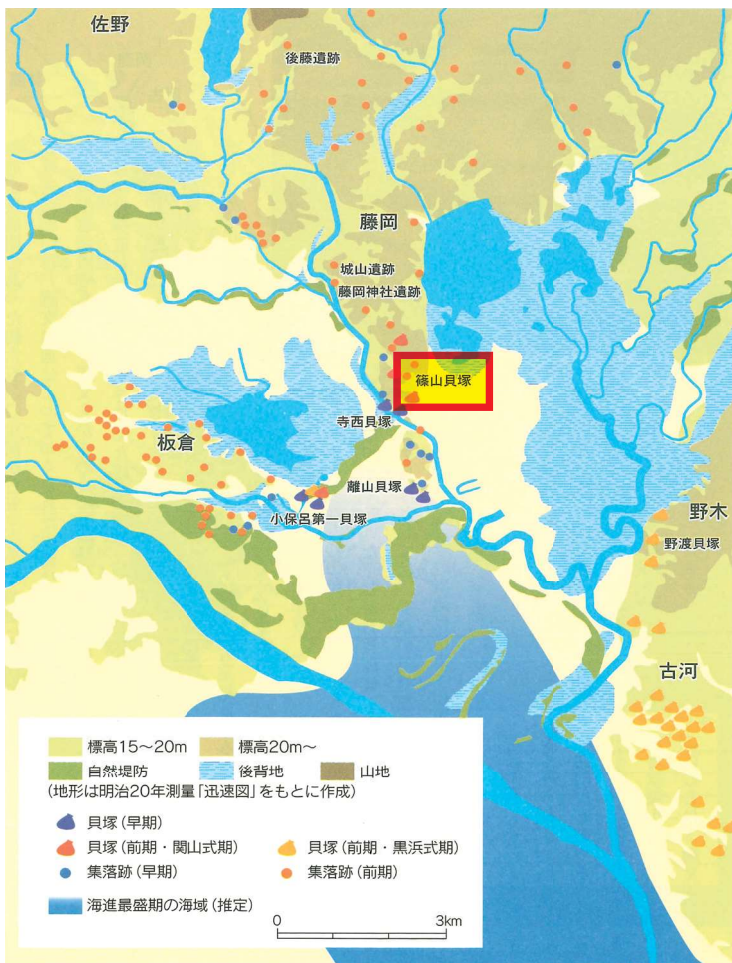 佐野
後藤遺跡
藤岡
城山遺跡
藤岡神社遺跡
篠山貝塚
寺西貝塚
板倉
離山貝塚
小保呂第一貝塚
野木
野渡貝塚
古河
標高15～20m
標高20m～
自然堤防
後背地
山地
(地形は明治20年測量「迅速図」をもとに作成)
貝塚(早期)
貝塚(前期・関山式期)
貝塚(前期・黒浜式期)
集落跡(早期)
集落跡(前期)
海進最盛期の海域(推定)
0
3km